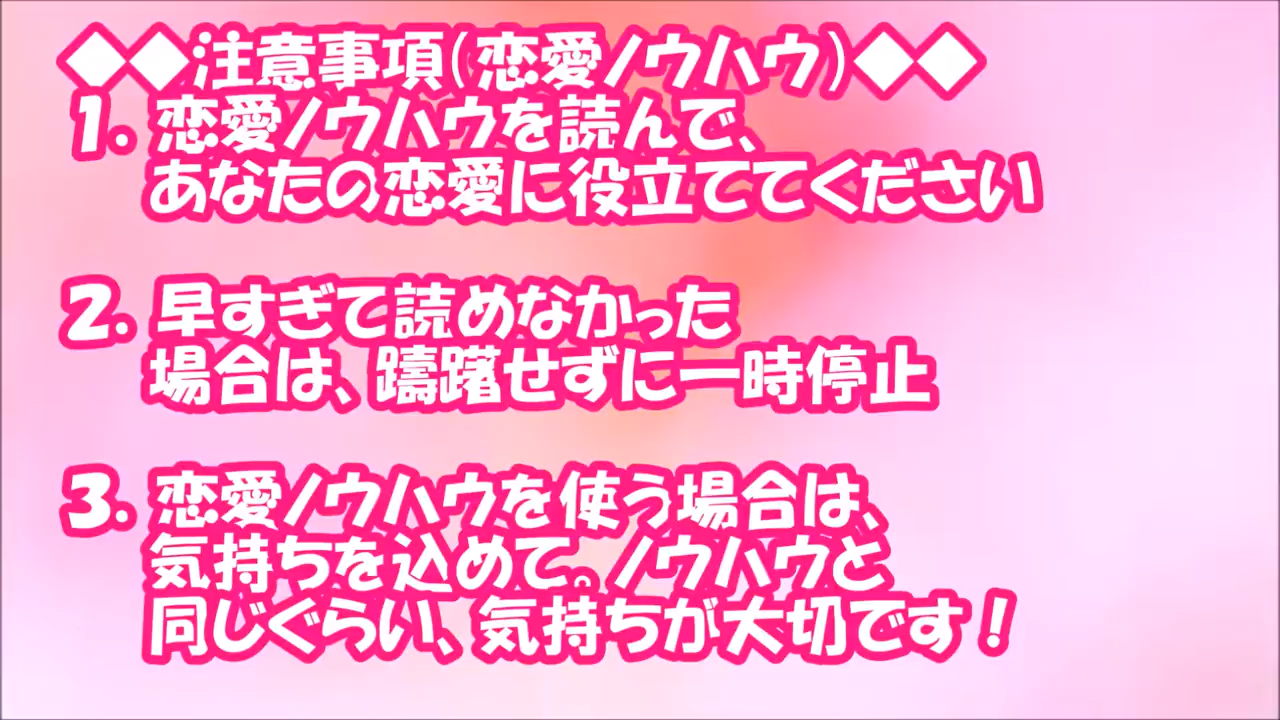 ◆◆注意事項(恋愛ノウハウ)◆◆
1. 恋愛ノウハウを読んで、
あなたの恋愛に役立ててください
2. 早すぎて読めなかった
場合は、躊躇せずに一時停止
3. 恋愛ノウハウを使う場合は、
気持ちを込めて。ノウハウと
同じぐらい、気持ちが大切です!